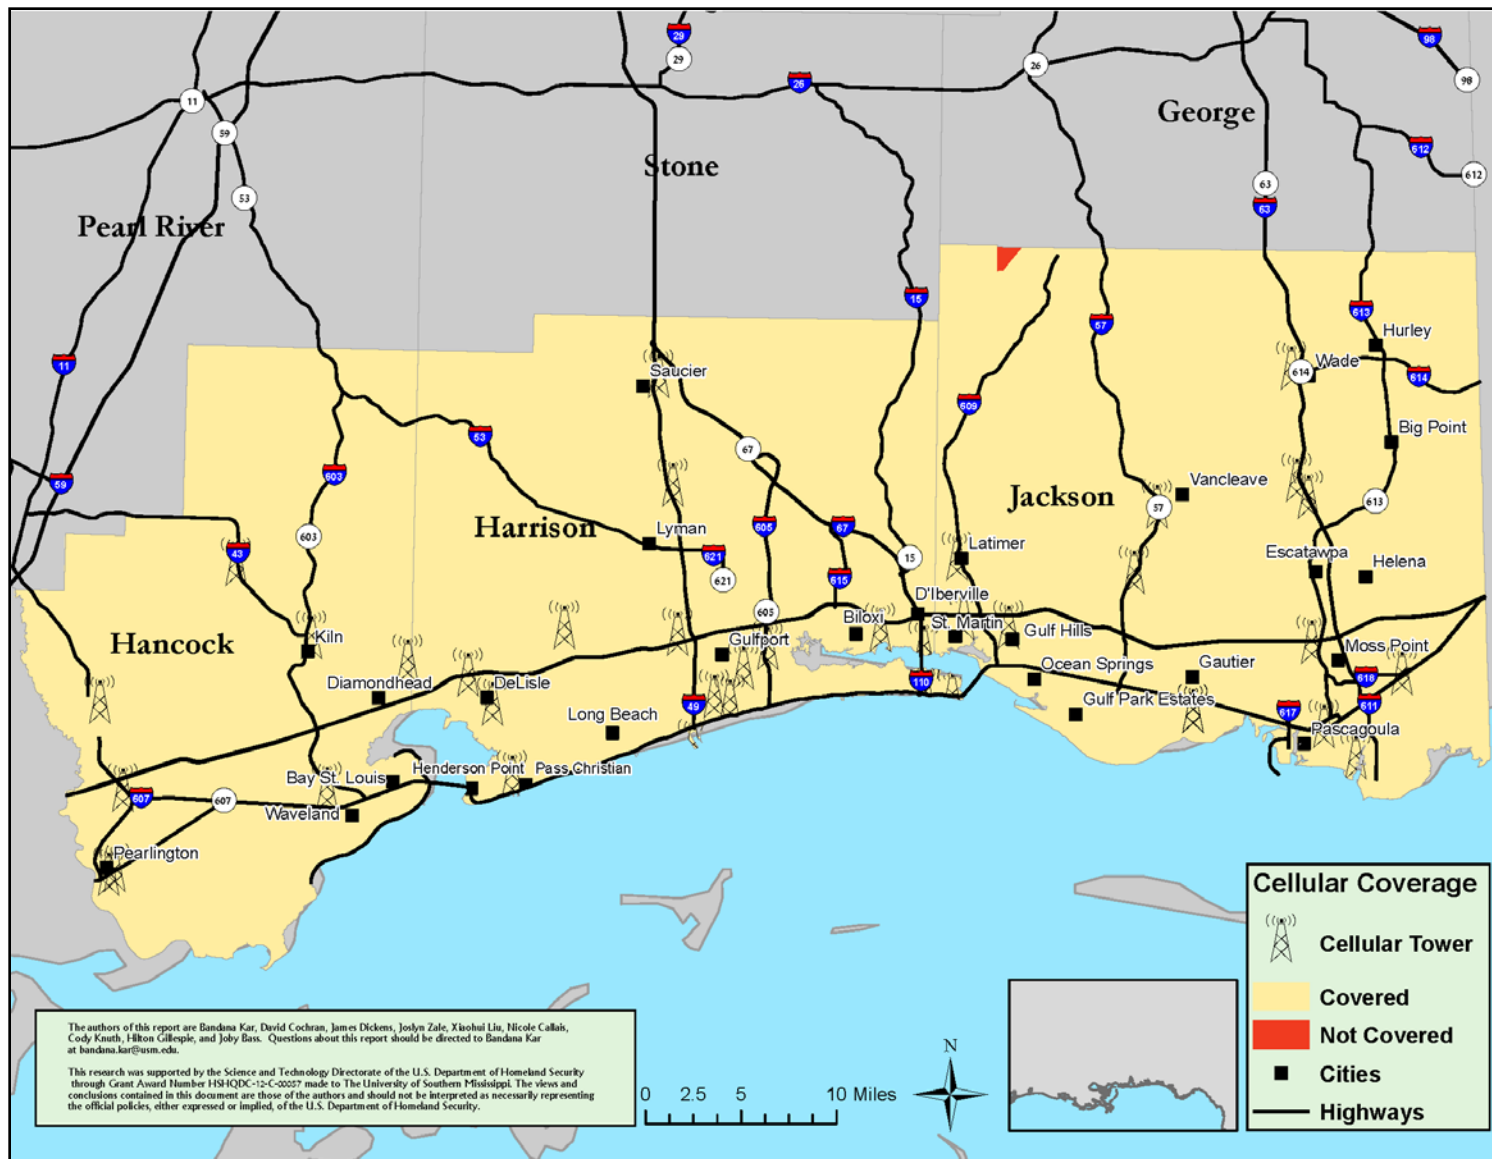 29
29
98
98
26
26
11
59
53
George
Stone
612
612
63
63
Pearl River
15
57
613
Hurley
11
Saucier
Wade
614
614
609
53
67
Big Point
603
59
Vancleave
Jackson
57
613
Harrison
Lyman
605
67
603
43
621
621
15
615
Latimer
Escatawpa
Helena
D'Iberville
605
Biloxi
St. Martin
Gulf Hills
Hancock
Kiln
Gulfport
Moss Point
Ocean Springs
Gautier
618
Diamondhead
DeLisle
110
Gulf Park Estates
Long Beach
49
617
611
Pascagoula
Bay St. Louis
Henderson Point
Pass Christian
607
607
Waveland
Pearlington
Cellular Coverage
Cellular Tower
Covered
Not Covered
Cities
Highways
The authors of this report are Bandana Kar, David Cochran, James Dickens, Joslyn Zale, Xiaohui Liu, Nicole Callais,
Cody Knuth, Hilton Gillespie, and Joby Bass. Questions about this report should be directed to Bandana Kar
at bandana.kar@usm.edu.
This research was supported by the Science and Technology Directorate of the U.S. Department of Homeland Security
through Grant Award Number HSHQDC-12-C-00057 made to The University of Southern Mississippi. The views and
conclusions contained in this document are those of the authors and should not be interpreted as necessarily representing
the official policies, either expressed or implied, of the U.S. Department of Homeland Security.
0 2.5 5 10 Miles
N